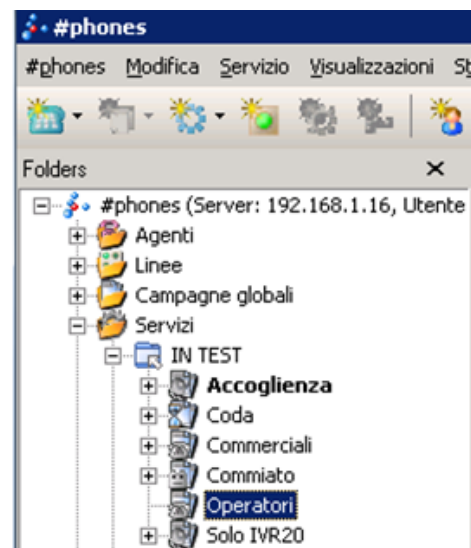 #phones
#phones Modifica Servizio Visualizzazioni
Folders
#phones (Server: 192.168.1.16, Utente
Agenti
Linee
Campagne globali
Servizi
IN TEST
Accoglienza
Coda
Commerciali
Commiato
Operatori
Solo IVR20